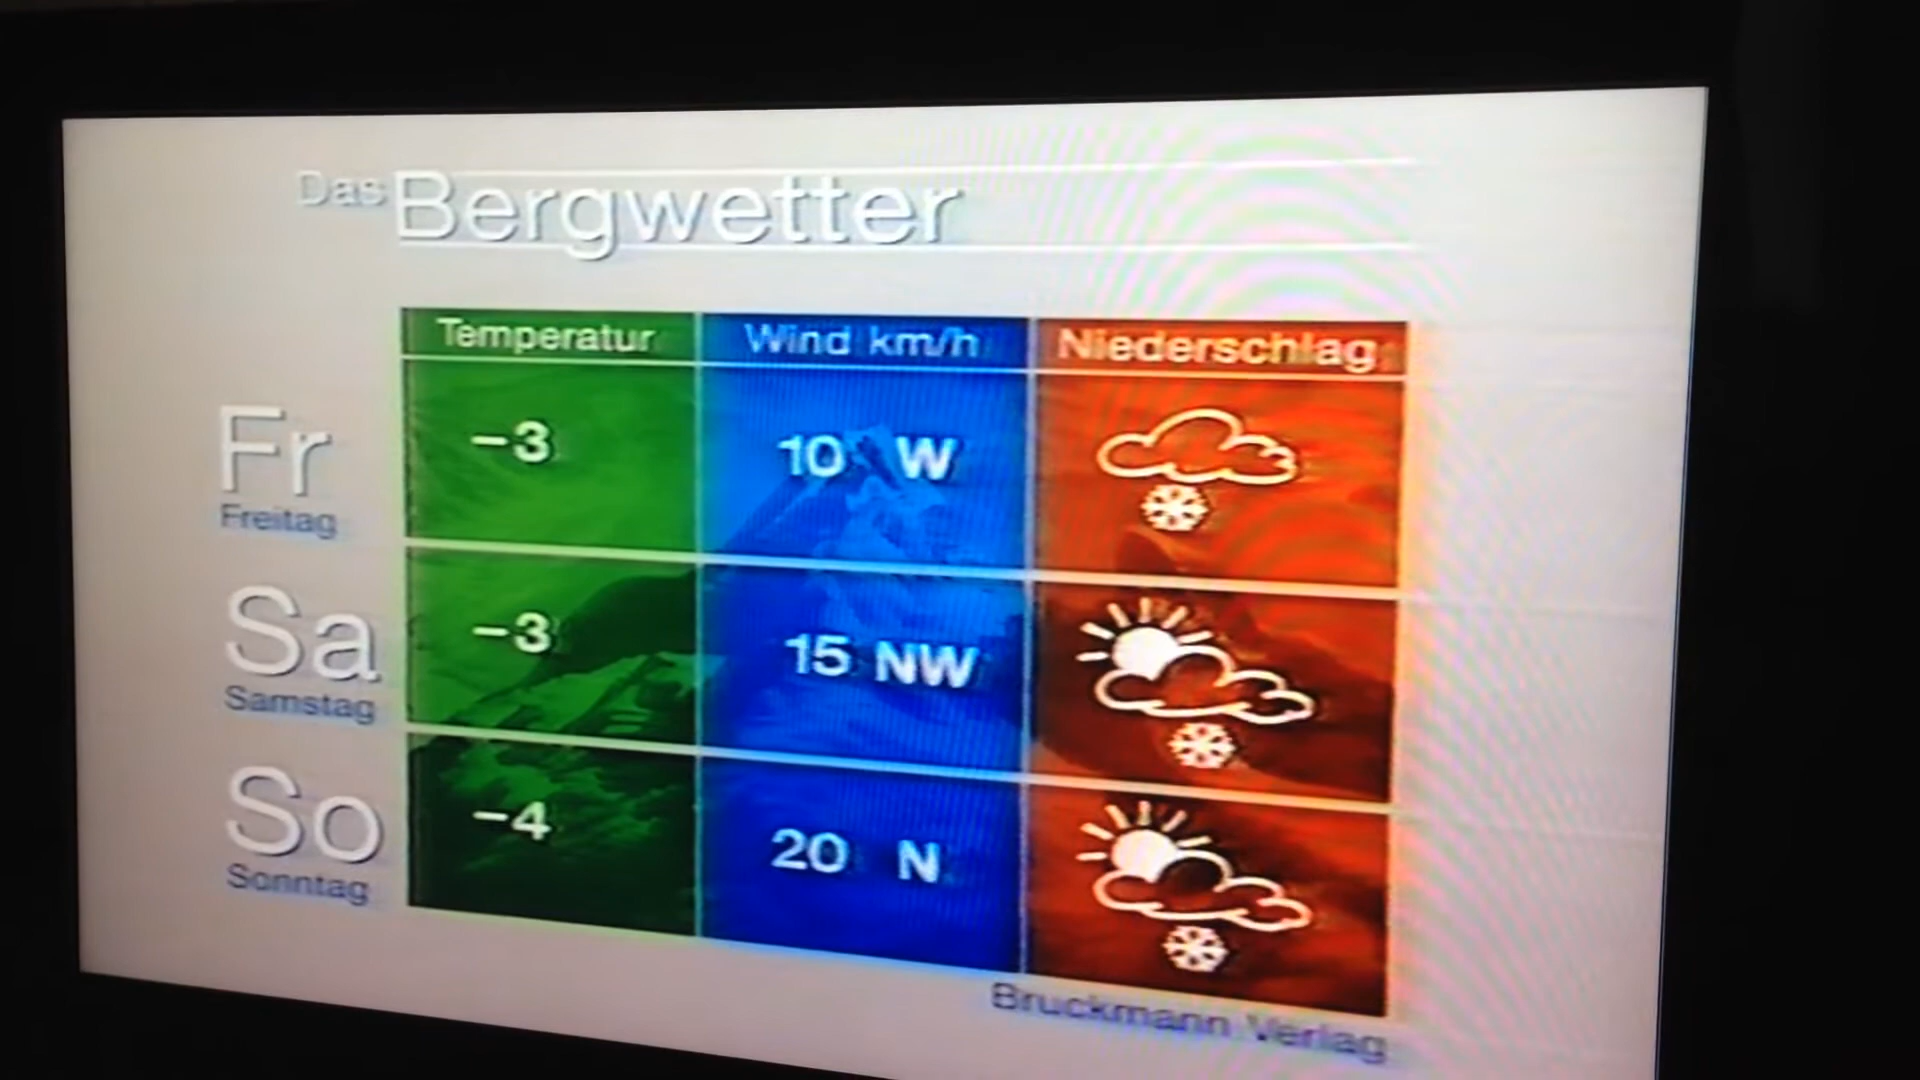 Das Bergwetter
Temperatur Wind km/h Niederschlag
Fr -3 10 W
Freitag
Sa -3 15 NW
Samstag
So -4 20 N
Sonntag
Bruckmann Verlag